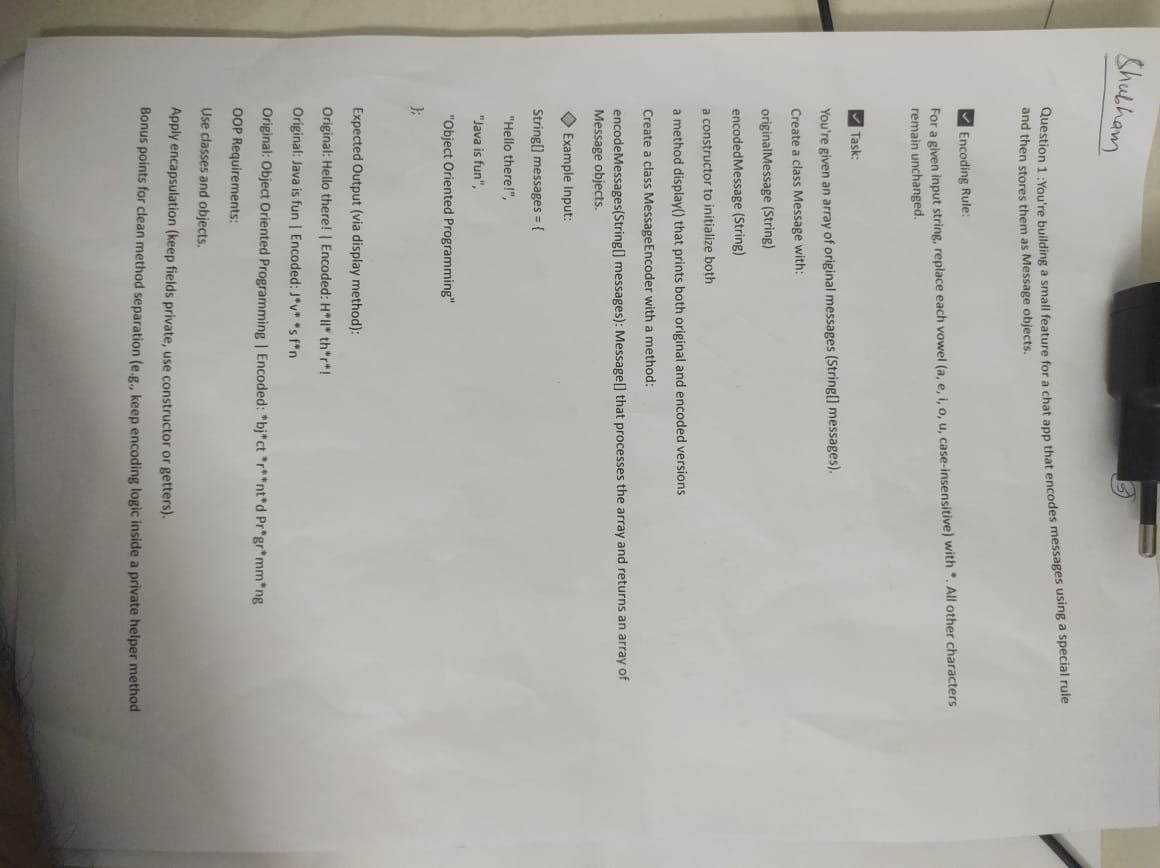 Shubham
3
Question 1 :You're building a small feature for a chat app that encodes messages using a special rule
and then stores them as Message objects.
Encoding Rule:
For a given input string, replace each vowel (a, e, i, o, u, case-insensitive) with *. All other characters
remain unchanged.
Task:
You're given an array of original messages (String[] messages).
Create a class Message with:
originalMessage (String)
encodedMessage (String)
a constructor to initialize both
a method display() that prints both original and encoded versions
Create a class MessageEncoder with a method:
encodeMessages(String[] messages): Message[] that processes the array and returns an array of
Message objects.
Example Input:
String[] messages = {
"Hello there!",
"Java is fun",
"Object Oriented Programming"
};
Expected Output (via display method):
Original: Hello there! | Encoded: H*ll* th*r*!
Original: Java is fun | Encoded: J*v* *s f*n
Original: Object Oriented Programming | Encoded: *bj*ct *r**nt*d Pr*gr*mm*ng
OOP Requirements:
Use classes and objects.
Apply encapsulation (keep fields private, use constructor or getters).
Bonus points for clean method separation (e.g., keep encoding logic inside a private helper method